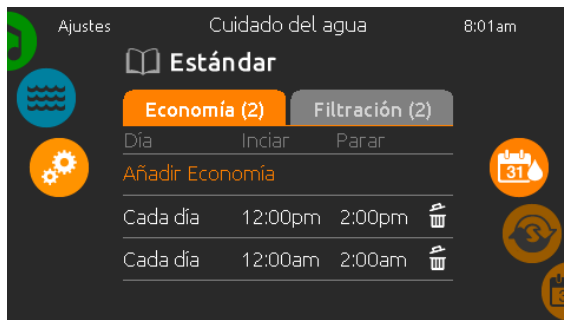 Ajustes Cuidado del agua 8:01am
Estándar
Economía (2) Filtración (2)
Día Inciar Parar
Añadir Economía
31
Cada día 12:00pm 2:00pm
Cada día 12:00am 2:00am